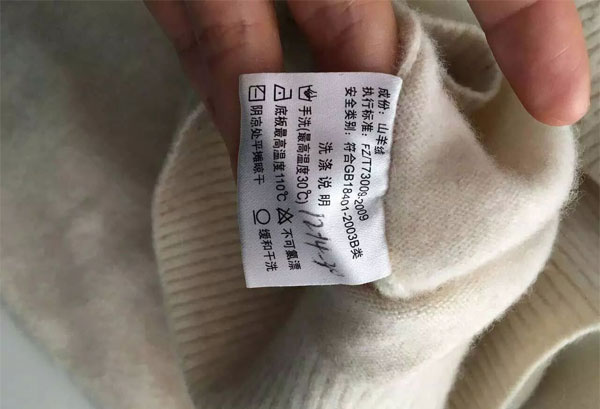 成份：山羊绒
执行标准：FZ/T73009-2009
安全类别：符合GB18401-2003B类
洗涤说明
手洗(最高温度30℃) 不可氯漂
底板最高温度110℃ 缓和干洗
阴凉处平摊晾干